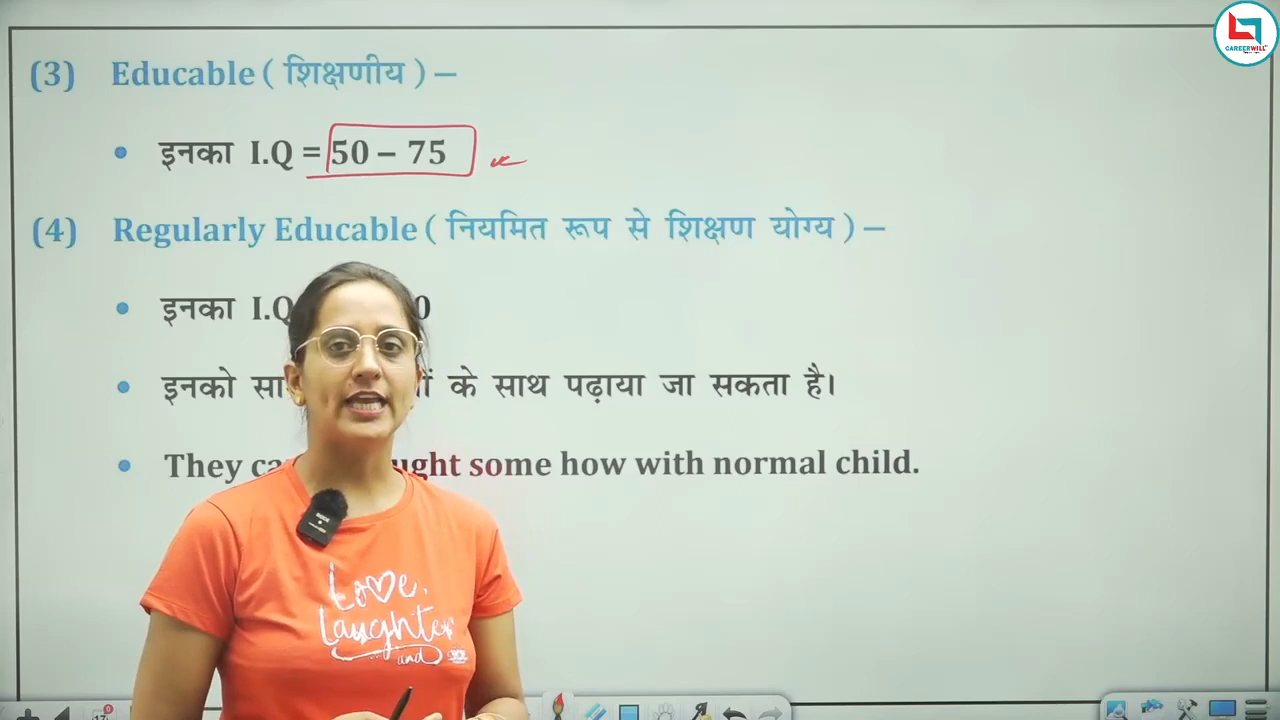 (3) Educable ( शिक्षणीय ) –
• इनका I.Q = 50 – 75
(4) Regularly Educable ( नियमित रूप से शिक्षण योग्य ) –
• इनका I.Q
• इनको के साथ पढ़ाया जा सकता है।
• They some how with normal child.
CAREERWILL
Love,
Laughter
and